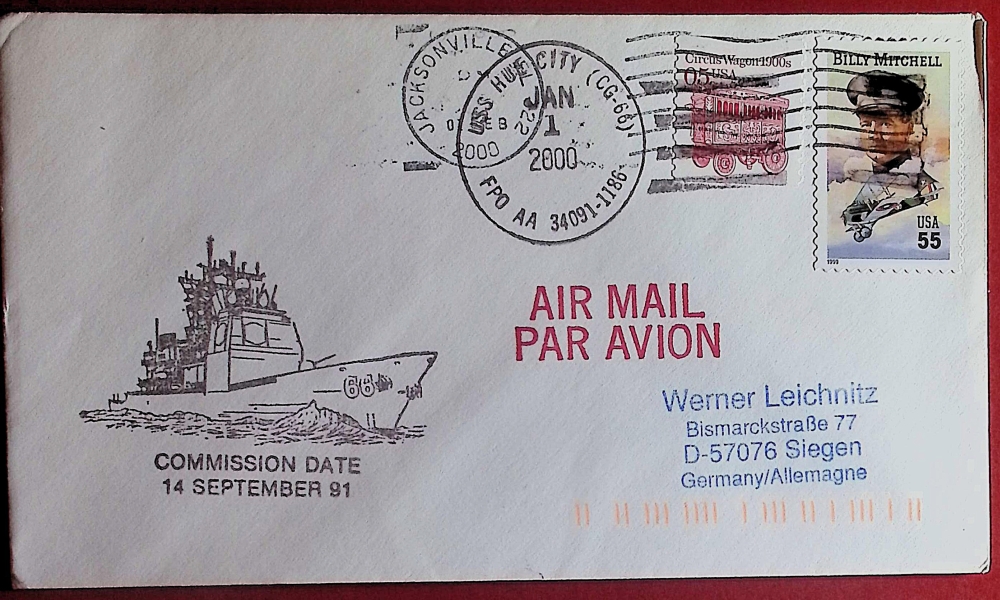 JACKSONVILLE
322
2000
USS HUE CITY (CG-66)
JAN
1
2000
FPO AA 34091-1186
Circus Wagon 1900s
05 USA
BILLY MITCHELL
USA
55
1999
AIR MAIL
PAR AVION
66
COMMISSION DATE
14 SEPTEMBER 91
Werner Leichnitz
Bismarckstraße 77
D-57076 Siegen
Germany/Allemagne